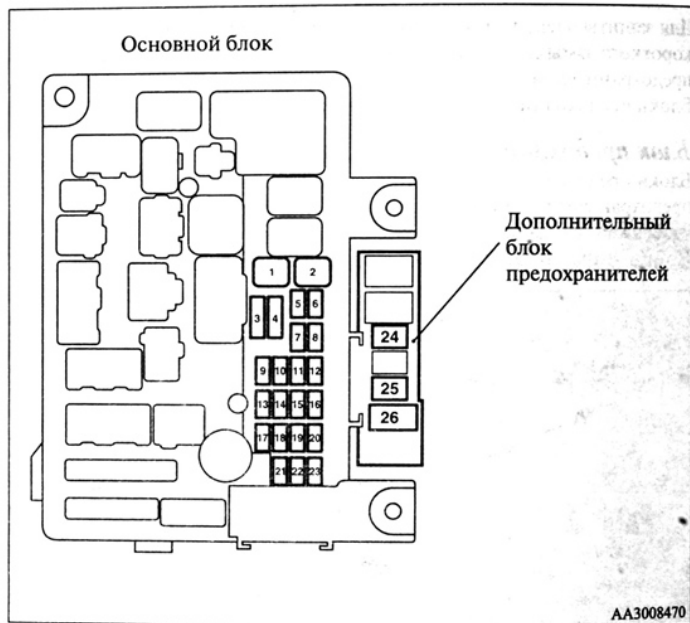 Основной блок
Дополнительный
блок
предохранителей
1 2
3 4 5 6
7 8
9 10 11 12
13 14 15 16
17 18 19 20
21 22 23
24
25
26
AA3008470